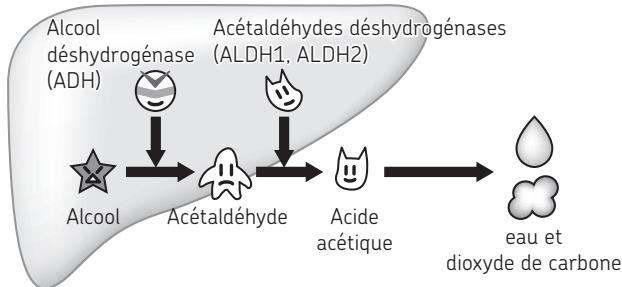 Alcool
déshydrogénase
(ADH)
Acétaldéhydes déshydrogénases
(ALDH1, ALDH2)
Alcool
Acétaldéhyde
Acide
acétique
eau et
dioxyde de carbone